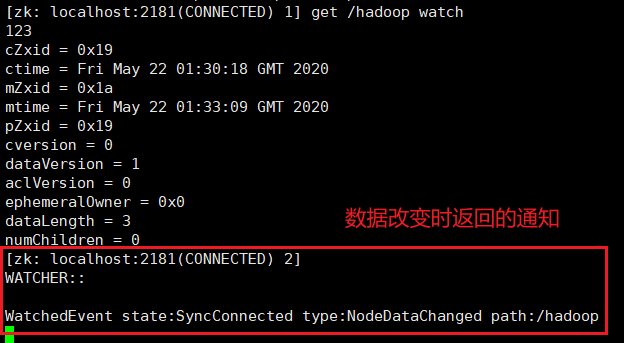 [zk: localhost:2181(CONNECTED) 1] get /hadoop watch
123
cZxid = 0x19
ctime = Fri May 22 01:30:18 GMT 2020
mZxid = 0x1a
mtime = Fri May 22 01:33:09 GMT 2020
pZxid = 0x19
cversion = 0
dataVersion = 1
aclVersion = 0
ephemeralOwner = 0x0
dataLength = 3
数据改变时返回的通知
numChildren = 0
[zk: localhost:2181(CONNECTED) 2]
WATCHER::
WatchedEvent state:SyncConnected type:NodeDataChanged path:/hadoop